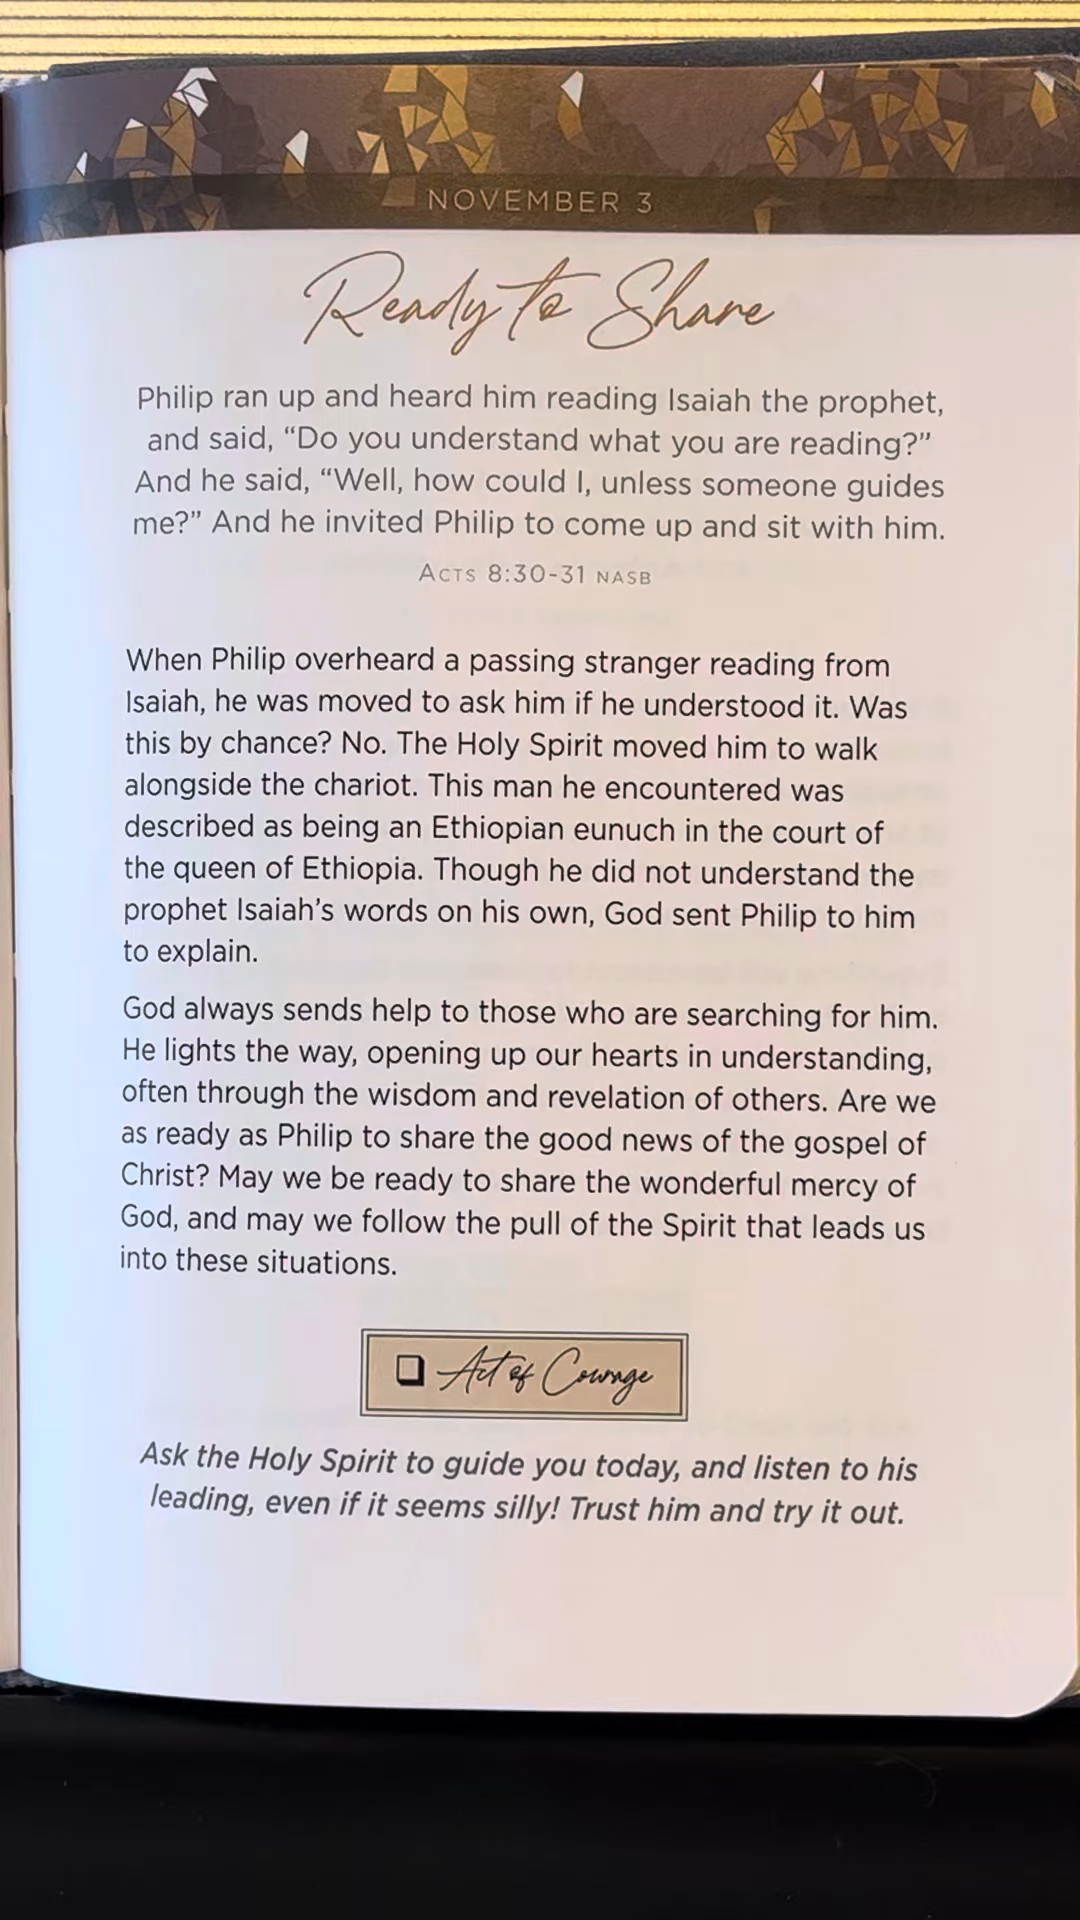 NOVEMBER 3
Ready to Share
Philip ran up and heard him reading Isaiah the prophet,
and said, “Do you understand what you are reading?”
And he said, “Well, how could I, unless someone guides
me?” And he invited Philip to come up and sit with him.
ACTS 8:30-31 NASB
When Philip overheard a passing stranger reading from
Isaiah, he was moved to ask him if he understood it. Was
this by chance? No. The Holy Spirit moved him to walk
alongside the chariot. This man he encountered was
described as being an Ethiopian eunuch in the court of
the queen of Ethiopia. Though he did not understand the
prophet Isaiah’s words on his own, God sent Philip to him
to explain.
God always sends help to those who are searching for him.
He lights the way, opening up our hearts in understanding,
often through the wisdom and revelation of others. Are we
as ready as Philip to share the good news of the gospel of
Christ? May we be ready to share the wonderful mercy of
God, and may we follow the pull of the Spirit that leads us
into these situations.
❑ Act of Courage
Ask the Holy Spirit to guide you today, and listen to his
leading, even if it seems silly! Trust him and try it out.